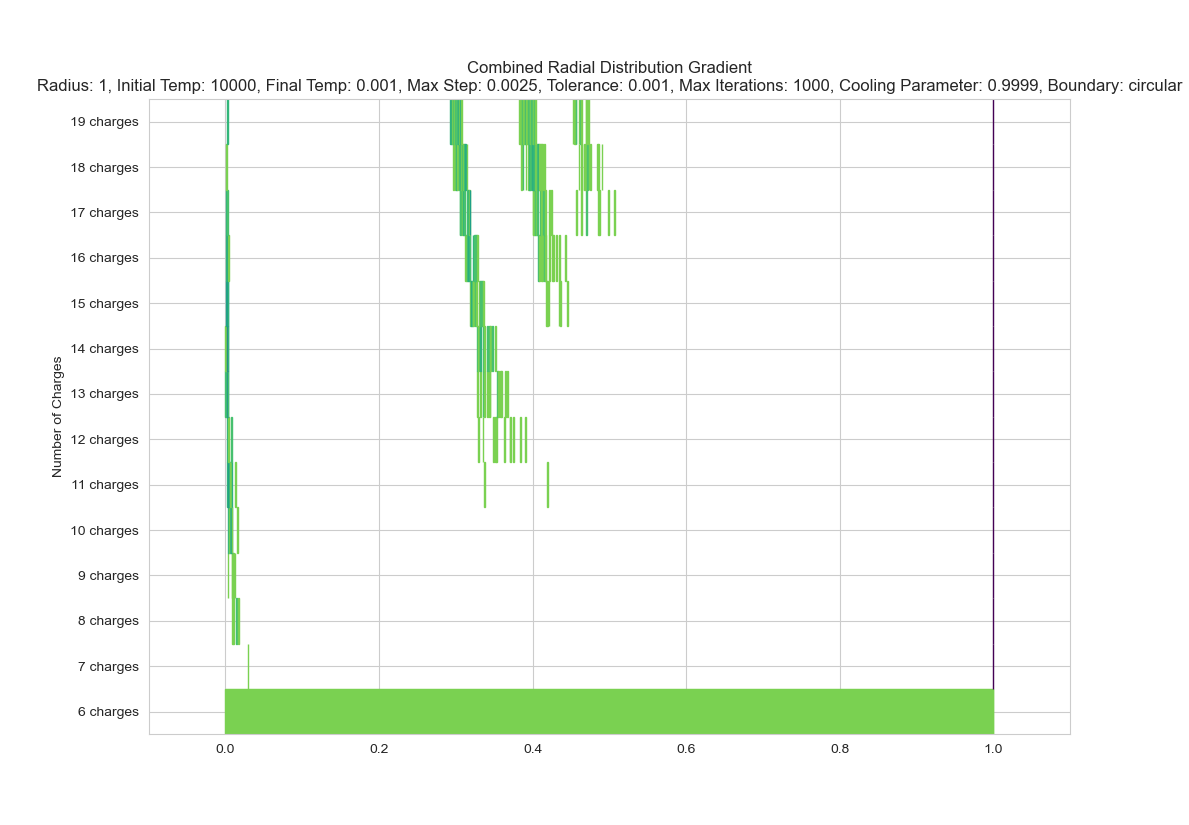 Combined Radial Distribution Gradient
Radius: 1, Initial Temp: 10000, Final Temp: 0.001, Max Step: 0.0025, Tolerance: 0.001, Max Iterations: 1000, Cooling Parameter: 0.9999, Boundary: circular
19 charges
18 charges
17 charges
16 charges
15 charges
14 charges
13 charges
12 charges
11 charges
10 charges
9 charges
8 charges
7 charges
6 charges
Number of Charges
0.0 0.2 0.4 0.6 0.8 1.0